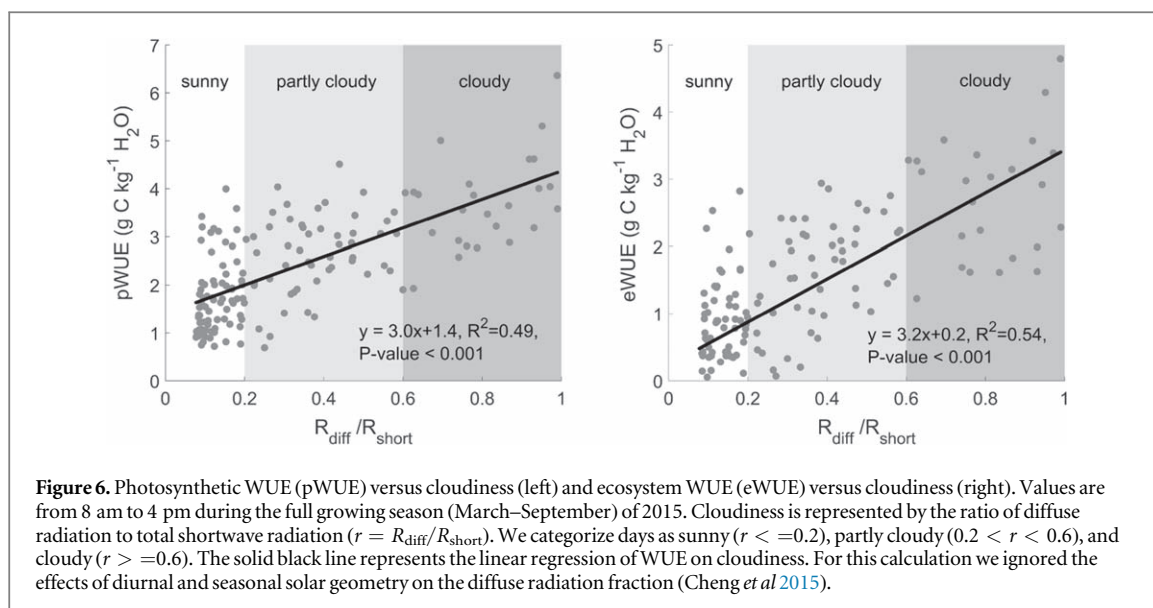 7
6
5
4
3
2
1
0
pWUE (g C kg⁻¹ H₂O)
sunny
partly cloudy
cloudy
y = 3.0x+1.4, R²=0.49,
P-value < 0.001
0
0.2
0.4
0.6
0.8
1
R_diff /R_short
5
4
3
2
1
0
eWUE (g C kg⁻¹ H₂O)
sunny
partly cloudy
cloudy
y = 3.2x+0.2, R²=0.54,
P-value < 0.001
0
0.2
0.4
0.6
0.8
1
R_diff /R_short
Figure 6. Photosynthetic WUE (pWUE) versus cloudiness (left) and ecosystem WUE (eWUE) versus cloudiness (right). Values are
from 8 am to 4 pm during the full growing season (March–September) of 2015. Cloudiness is represented by the ratio of diffuse
radiation to total shortwave radiation (r = R_diff/R_short). We categorize days as sunny (r < =0.2), partly cloudy (0.2 < r < 0.6), and
cloudy (r > =0.6). The solid black line represents the linear regression of WUE on cloudiness. For this calculation we ignored the
effects of diurnal and seasonal solar geometry on the diffuse radiation fraction (Cheng et al 2015).